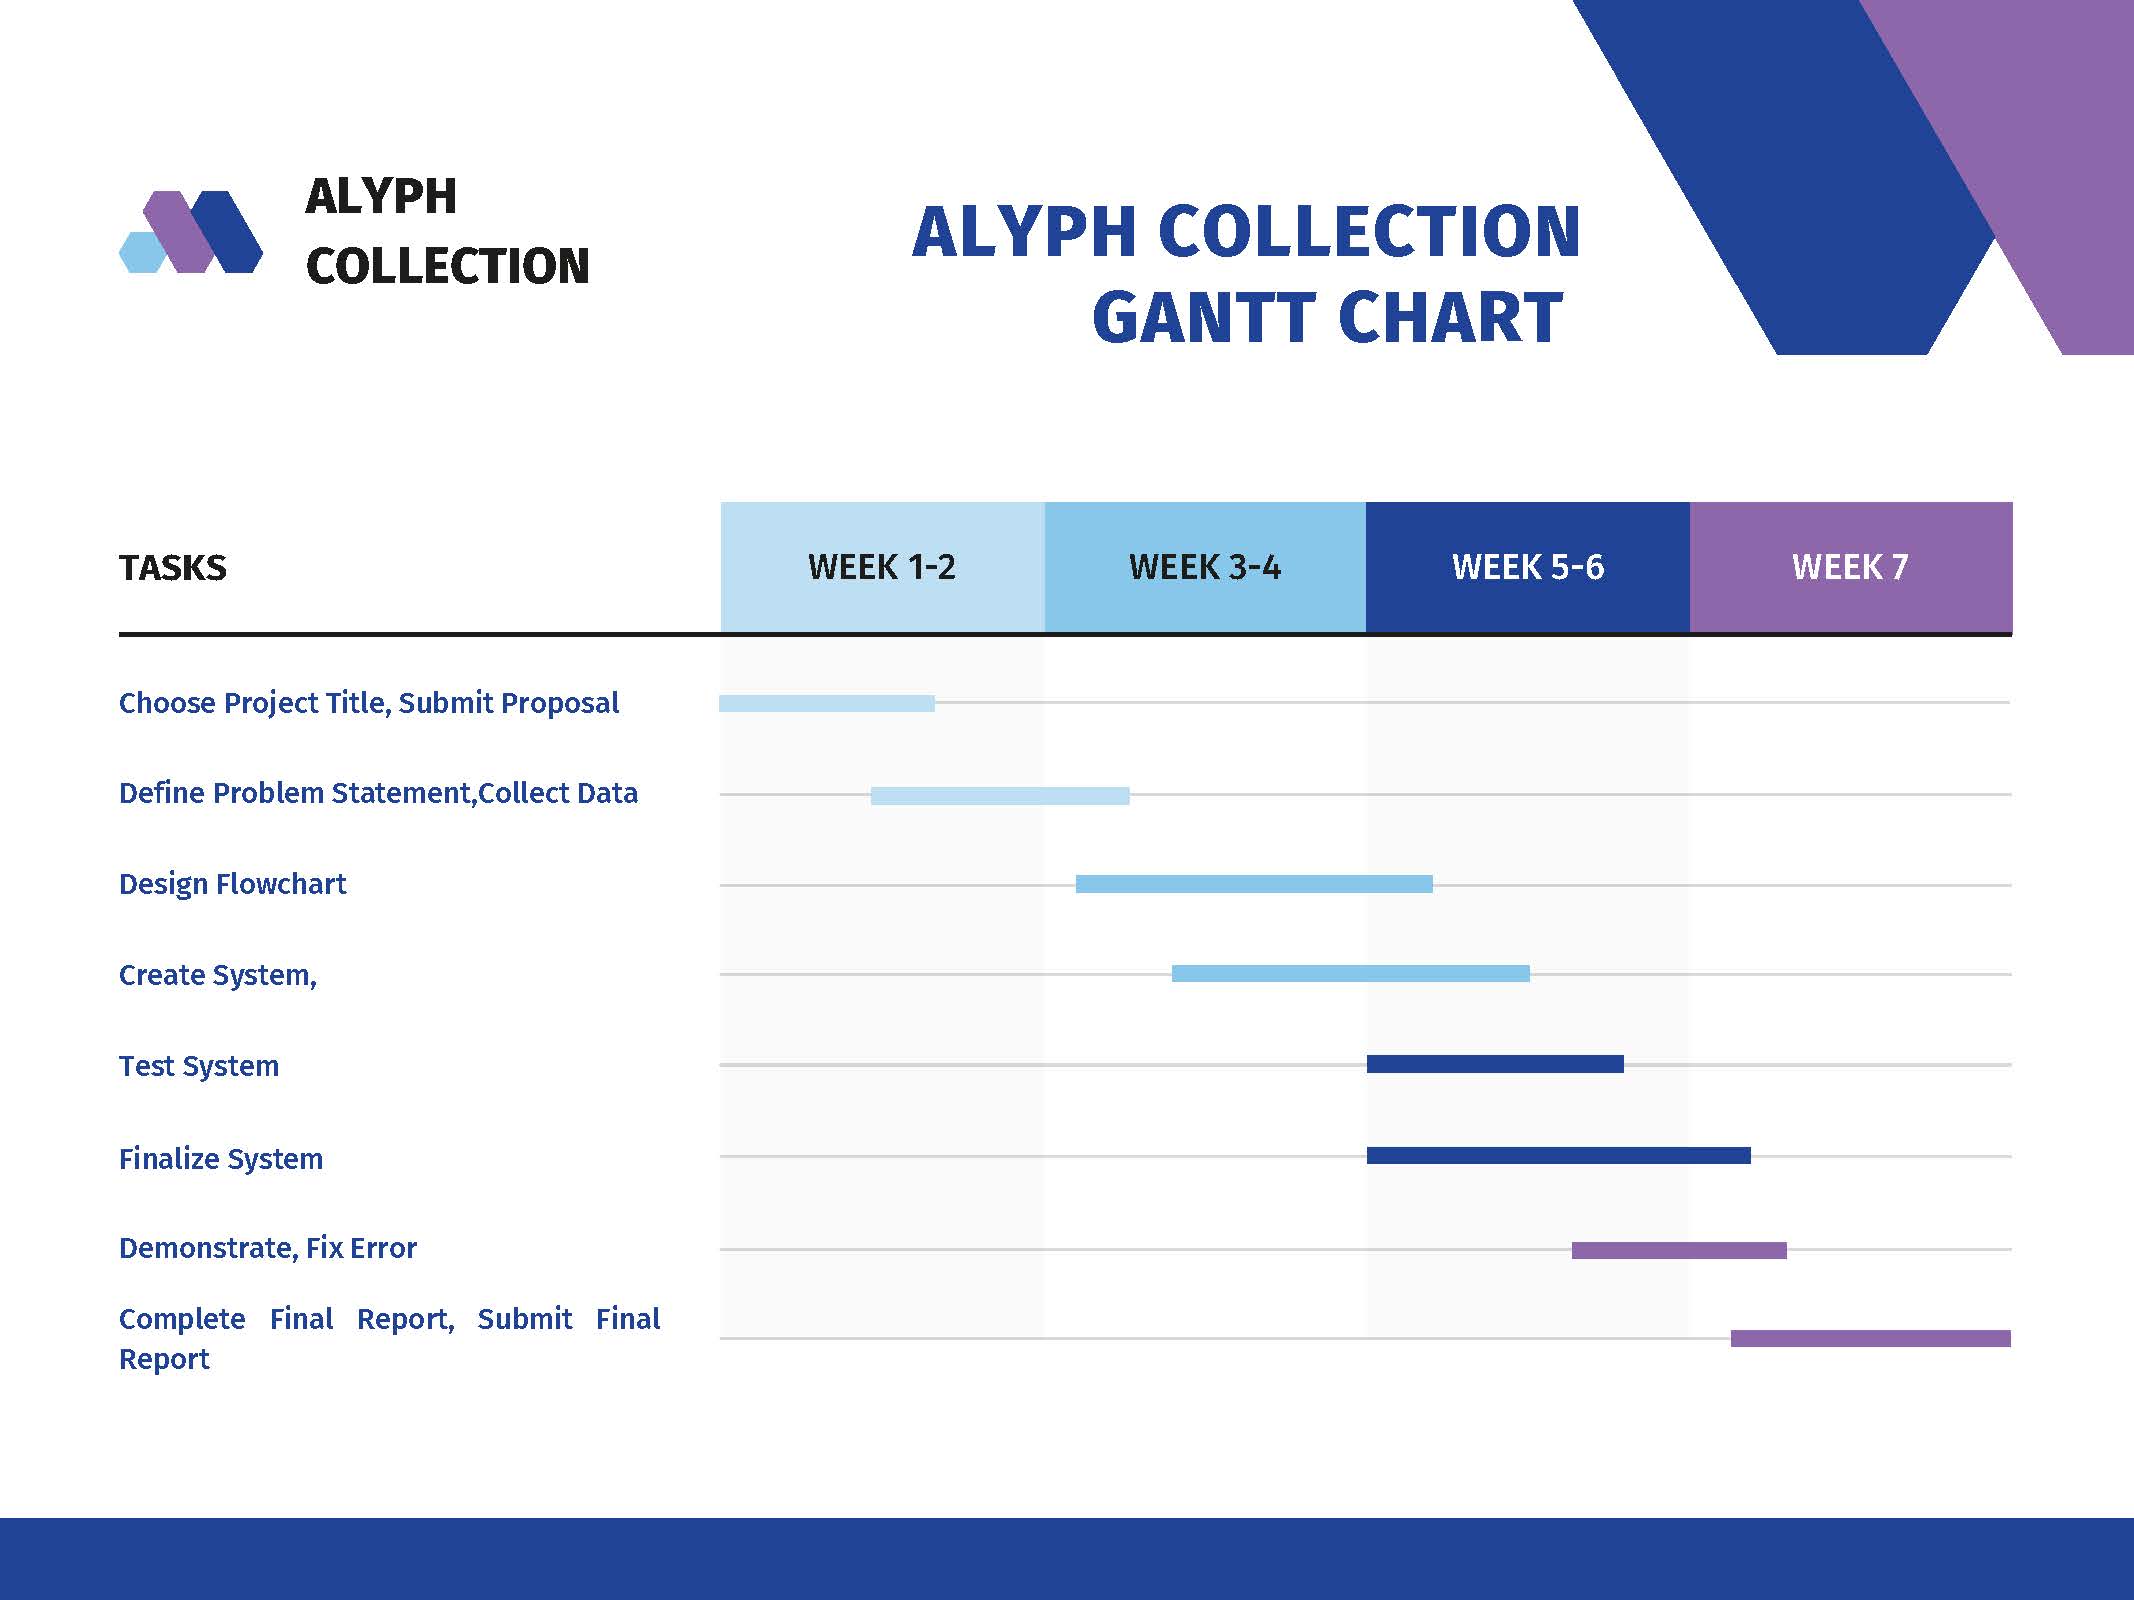 ALYPH
COLLECTION
ALYPH COLLECTION
GANTT CHART
TASKS
WEEK 1-2
WEEK 3-4
WEEK 5-6
WEEK 7
Choose Project Title, Submit Proposal
Define Problem Statement,Collect Data
Design Flowchart
Create System,
Test System
Finalize System
Demonstrate, Fix Error
Complete Final Report, Submit Final
Report